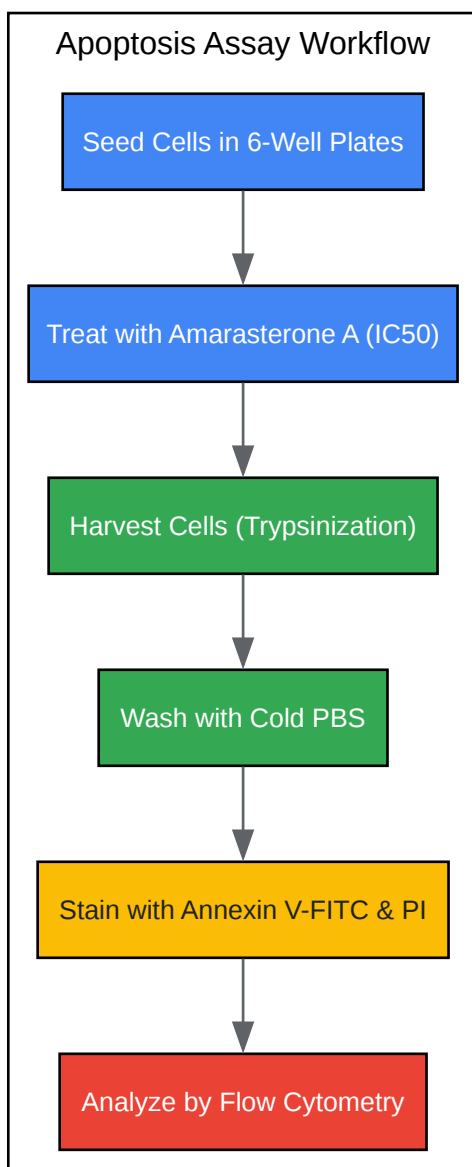 Apoptosis Assay Workflow
Seed Cells in 6-Well Plates
Treat with Amarasterone A (IC50)
Harvest Cells (Trypsinization)
Wash with Cold PBS
Stain with Annexin V-FITC & PI
Analyze by Flow Cytometry